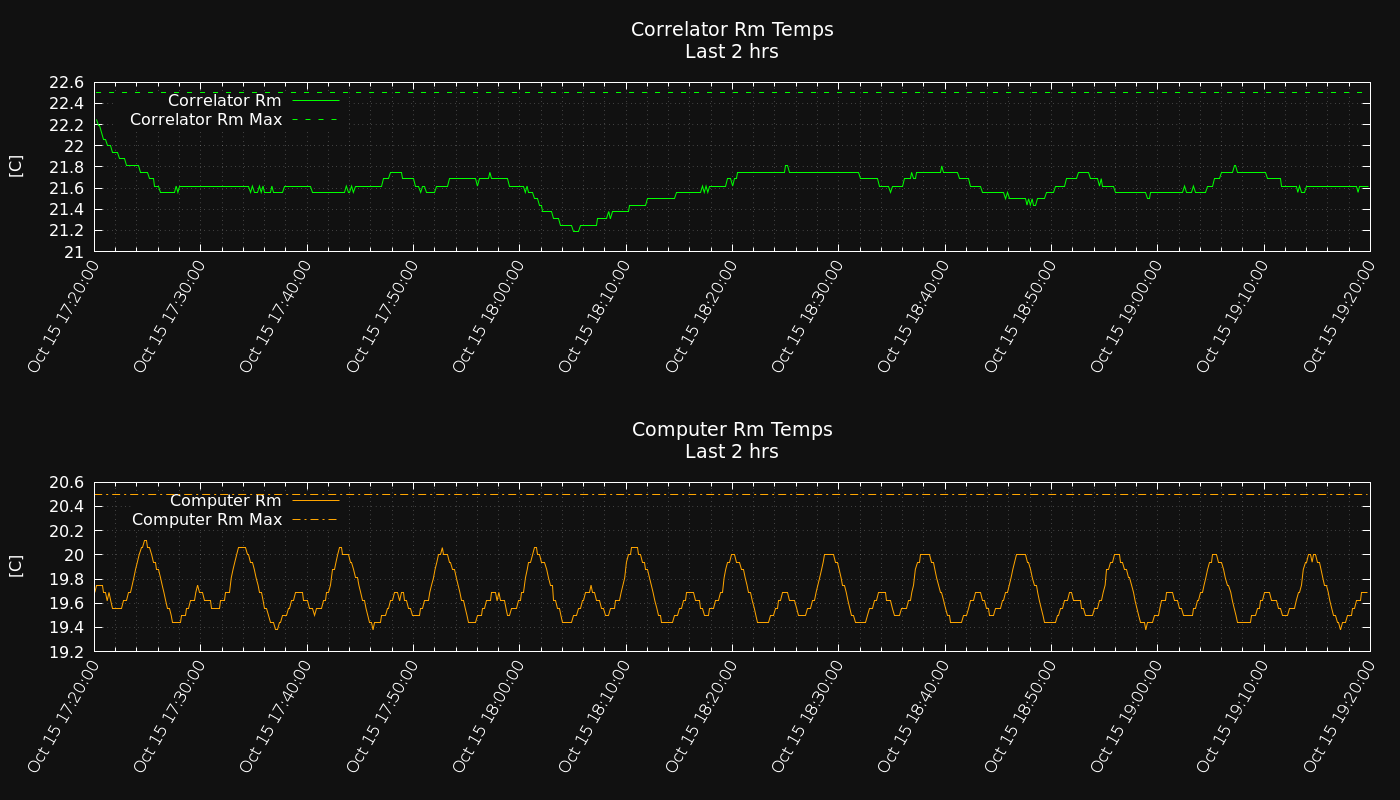 Correlator Rm Temps
Last 2 hrs
[C]
22.6
22.4
22.2
22
21.8
21.6
21.4
21.2
21
Correlator Rm
Correlator Rm Max
Oct 15 17:20:00
Oct 15 17:30:00
Oct 15 17:40:00
Oct 15 17:50:00
Oct 15 18:00:00
Oct 15 18:10:00
Oct 15 18:20:00
Oct 15 18:30:00
Oct 15 18:40:00
Oct 15 18:50:00
Oct 15 19:00:00
Oct 15 19:10:00
Oct 15 19:20:00
Computer Rm Temps
Last 2 hrs
[C]
20.6
20.4
20.2
20
19.8
19.6
19.4
19.2
Computer Rm
Computer Rm Max
Oct 15 17:20:00
Oct 15 17:30:00
Oct 15 17:40:00
Oct 15 17:50:00
Oct 15 18:00:00
Oct 15 18:10:00
Oct 15 18:20:00
Oct 15 18:30:00
Oct 15 18:40:00
Oct 15 18:50:00
Oct 15 19:00:00
Oct 15 19:10:00
Oct 15 19:20:00